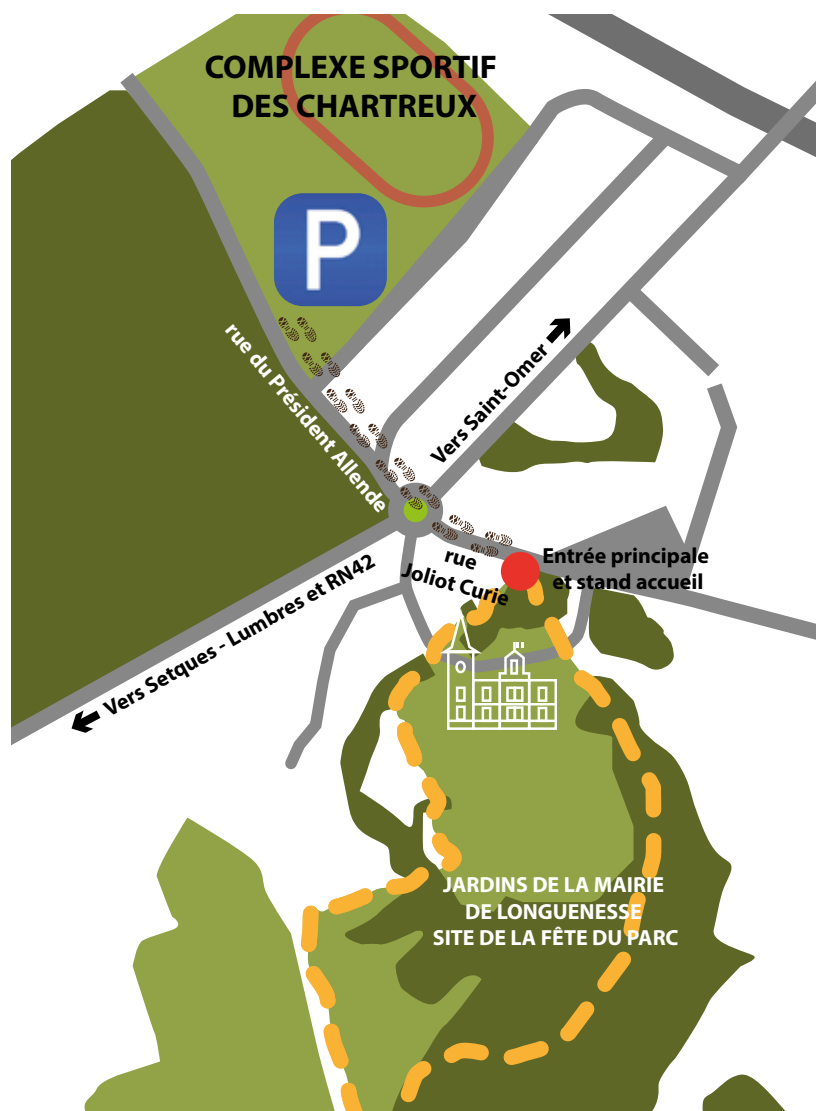 COMPLEXE SPORTIF
DES CHARTREUX
P
rue du Président Allende
Vers Saint-Omer
rue
Joliot Curie
Entrée principale
et stand accueil
Vers Setques - Lumbres et RN42
JARDINS DE LA MAIRIE
DE LONGUENESSE
SITE DE LA FÊTE DU PARC